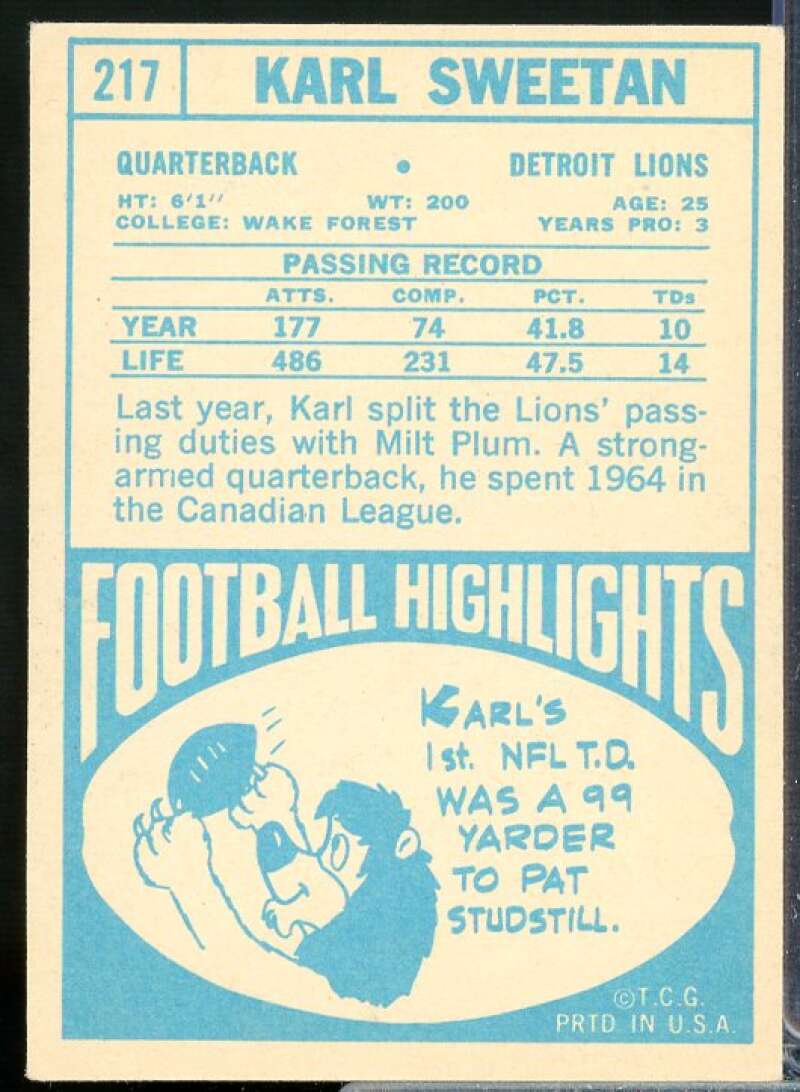 217 KARL SWEETAN
QUARTERBACK • DETROIT LIONS
HT: 6'1'' WT: 200 AGE: 25
COLLEGE: WAKE FOREST YEARS PRO: 3
PASSING RECORD
ATTS. COMP. PCT. TDs
YEAR 177 74 41.8 10
LIFE 486 231 47.5 14
Last year, Karl split the Lions' pass-
ing duties with Milt Plum. A strong-
armed quarterback, he spent 1964 in
the Canadian League.
FOOTBALL HIGHLIGHTS
KARL'S
1st. NFL T.D.
WAS A 99
YARDER
TO PAT
STUDSTILL.
©T.C.G.
PRTD IN U.S.A.